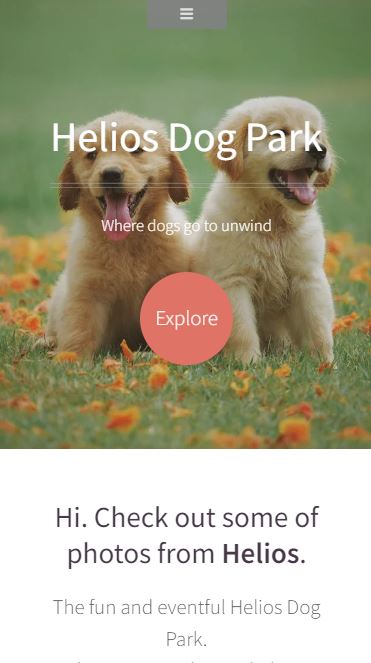 Helios Dog Park
Where dogs go to unwind
Explore
Hi. Check out some of
photos from Helios.
The fun and eventful Helios Dog
Park.